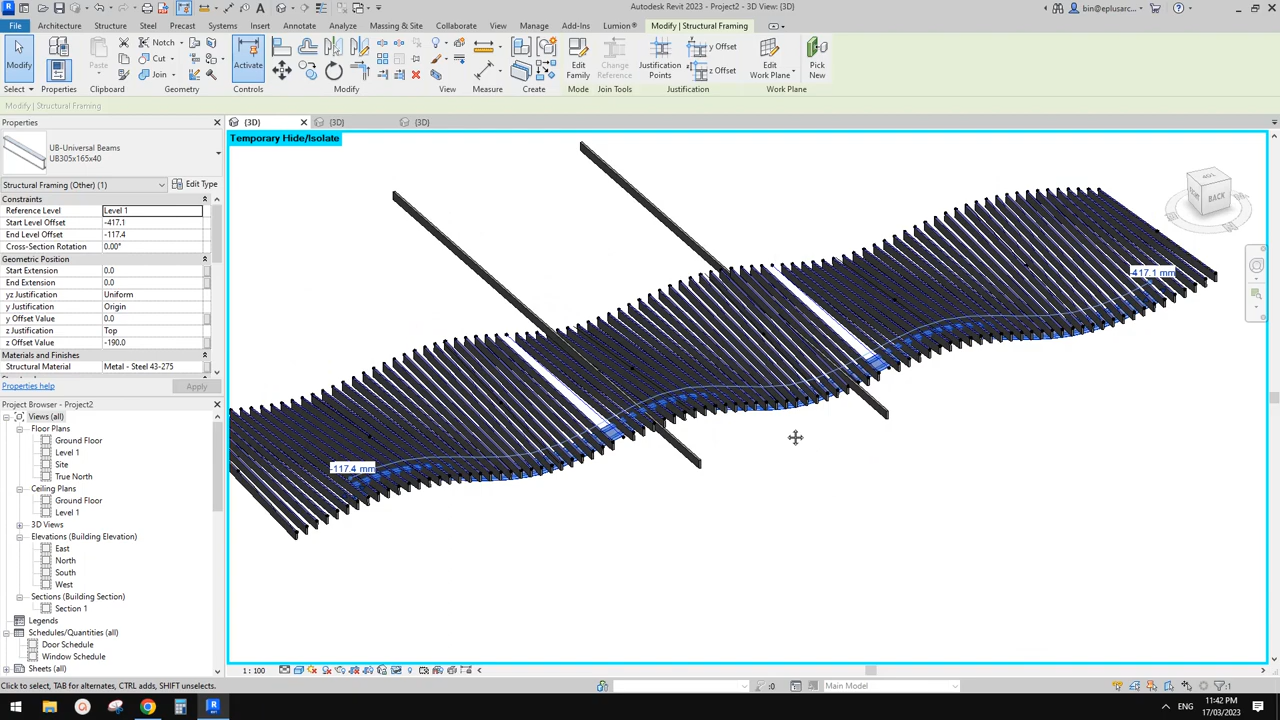 Autodesk Revit 2023 - Project2 - 3D View: {3D}
bin@eplusarc...
File
Architecture
Structure
Steel
Precast
Systems
Insert
Annotate
Analyze
Massing & Site
Collaborate
View
Manage
Add-Ins
Lumion®
Modify | Structural Framing
Modify
Properties
Paste
Notch
Cut
Join
Activate
Edit
Family
Change
Reference
Justification
Points
y Offset
z Offset
Edit
Work Plane
Pick
New
Select
Properties
Clipboard
Geometry
Controls
Modify
View
Measure
Create
Mode
Join Tools
Justification
Work Plane
Modify | Structural Framing
Properties
{3D}
{3D}
{3D}
Temporary Hide/Isolate
UB-Universal Beams
UB305x165x40
Structural Framing (Other) (1)
Edit Type
Constraints
Reference Level
Level 1
Start Level Offset
-417.1
End Level Offset
-117.4
Cross-Section Rotation
0.00°
Geometric Position
Start Extension
0.0
End Extension
0.0
yz Justification
Uniform
y Justification
Origin
y Offset Value
0.0
z Justification
Top
z Offset Value
-190.0
Materials and Finishes
Structural Material
Metal - Steel 43-275
Properties help
Apply
Project Browser - Project2
Views (all)
Floor Plans
Ground Floor
Level 1
Site
True North
Ceiling Plans
Ground Floor
Level 1
3D Views
Elevations (Building Elevation)
East
North
South
West
Sections (Building Section)
Section 1
Legends
Schedules/Quantities (all)
Door Schedule
Window Schedule
Sheets (all)
-417.1 mm
-117.4 mm
BACK
1 : 100
Click to select, TAB for alternates, CTRL adds, SHIFT unselects.
:0
Main Model
:1
ENG
11:42 PM
17/03/2023